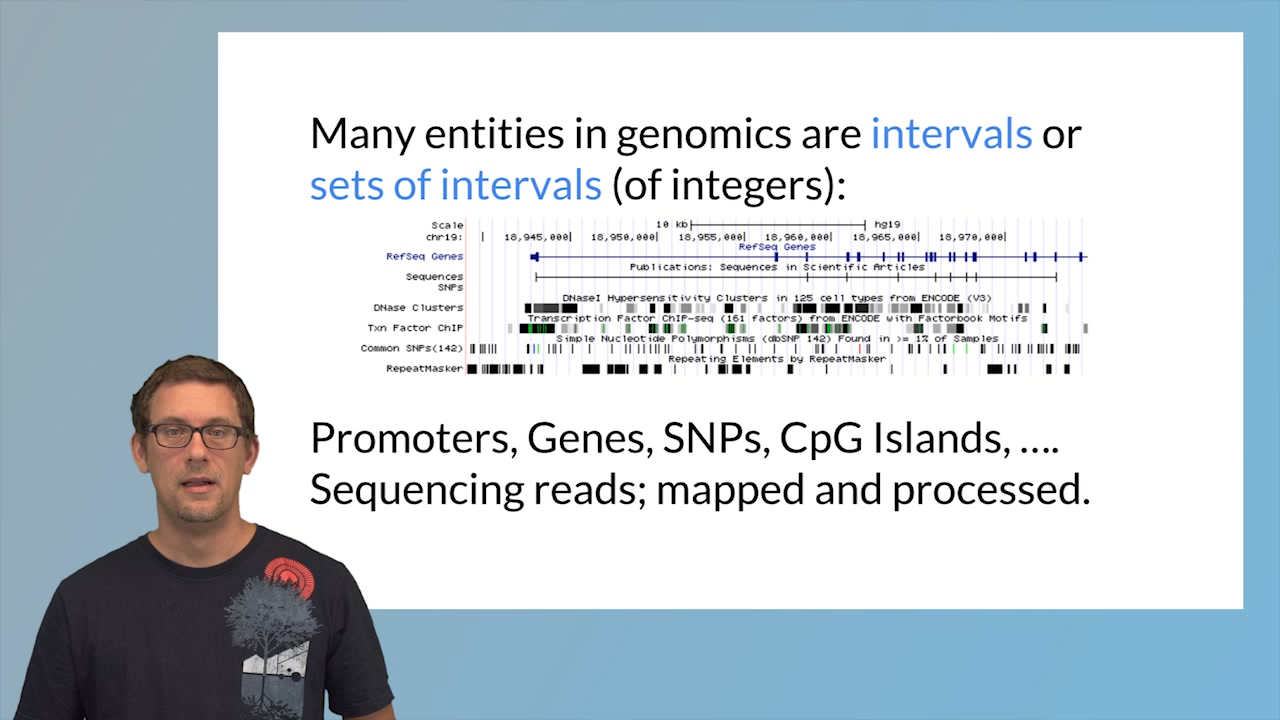 Many entities in genomics are intervals or
sets of intervals (of integers):
Scale 10 kb hg19
chr19: 18,945,000 18,950,000 18,955,000 18,960,000 18,965,000 18,970,000
RefSeq Genes
RefSeq Genes
Publications: Sequences in Scientific Articles
Sequences
SNPs
DNaseI Hypersensitivity Clusters in 125 cell types from ENCODE (V3)
DNase Clusters
Transcription Factor ChIP-seq (161 factors) from ENCODE with Factorbook Motifs
Txn Factor ChIP
Simple Nucleotide Polymorphisms (dbSNP 142) Found in >= 1% of Samples
Common SNPs(142)
Repeating Elements by RepeatMasker
RepeatMasker
Promoters, Genes, SNPs, CpG Islands, ....
Sequencing reads; mapped and processed.